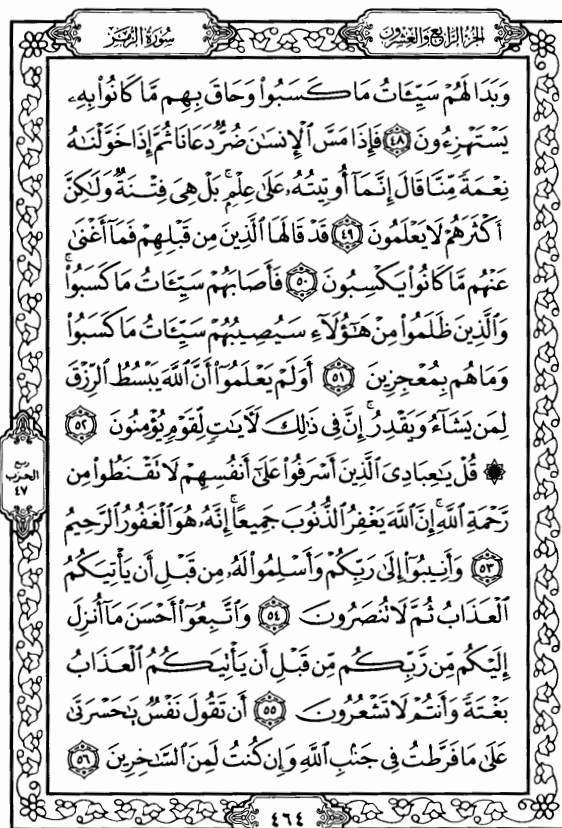 الجزء الرابع والعشرون
سورة الزمر
وَبَدَا لَهُمْ سَيِّـَٔاتُ مَا كَسَبُوا۟ وَحَاقَ بِهِم مَّا كَانُوا۟ بِهِۦ
يَسْتَهْزِءُونَ ﴿٤٨﴾ فَإِذَا مَسَّ ٱلْإِنسَٰنَ ضُرٌّ دَعَانَا ثُمَّ إِذَا خَوَّلْنَٰهُ
نِعْمَةً مِّنَّا قَالَ إِنَّمَآ أُوتِيتُهُۥ عَلَىٰ عِلْمٍۭ ۚ بَلْ هِىَ فِتْنَةٌ وَلَٰكِنَّ
أَكْثَرَهُمْ لَا يَعْلَمُونَ ﴿٤٩﴾ قَدْ قَالَهَا ٱلَّذِينَ مِن قَبْلِهِمْ فَمَآ أَغْنَىٰ
عَنْهُم مَّا كَانُوا۟ يَكْسِبُونَ ﴿٥٠﴾ فَأَصَابَهُمْ سَيِّـَٔاتُ مَا كَسَبُوا۟ ۚ
وَٱلَّذِينَ ظَلَمُوا۟ مِنْ هَٰٓؤُلَآءِ سَيُصِيبُهُمْ سَيِّـَٔاتُ مَا كَسَبُوا۟
وَمَا هُم بِمُعْجِزِينَ ﴿٥١﴾ أَوَلَمْ يَعْلَمُوٓا۟ أَنَّ ٱللَّهَ يَبْسُطُ ٱلرِّزْقَ
لِمَن يَشَآءُ وَيَقْدِرُ ۚ إِنَّ فِى ذَٰلِكَ لَءَايَٰتٍ لِّقَوْمٍ يُؤْمِنُونَ ﴿٥٢﴾
۞ قُلْ يَٰعِبَادِىَ ٱلَّذِينَ أَسْرَفُوا۟ عَلَىٰٓ أَنفُسِهِمْ لَا تَقْنَطُوا۟ مِن
رَّحْمَةِ ٱللَّهِ ۚ إِنَّ ٱللَّهَ يَغْفِرُ ٱلذُّنُوبَ جَمِيعًا ۚ إِنَّهُۥ هُوَ ٱلْغَفُورُ ٱلرَّحِيمُ
﴿٥٣﴾ وَأَنِيبُوٓا۟ إِلَىٰ رَبِّكُمْ وَأَسْلِمُوا۟ لَهُۥ مِن قَبْلِ أَن يَأْتِيَكُمُ
ٱلْعَذَابُ ثُمَّ لَا تُنصَرُونَ ﴿٥٤﴾ وَٱتَّبِعُوٓا۟ أَحْسَنَ مَآ أُنزِلَ
إِلَيْكُم مِّن رَّبِّكُم مِّن قَبْلِ أَن يَأْتِيَكُمُ ٱلْعَذَابُ
بَغْتَةً وَأَنتُمْ لَا تَشْعُرُونَ ﴿٥٥﴾ أَن تَقُولَ نَفْسٌ يَٰحَسْرَتَىٰ
عَلَىٰ مَا فَرَّطتُ فِى جَنۢبِ ٱللَّهِ وَإِن كُنتُ لَمِنَ ٱلسَّٰخِرِينَ ﴿٥٦﴾
ربع
الحزب
٤٧
٤٦٤